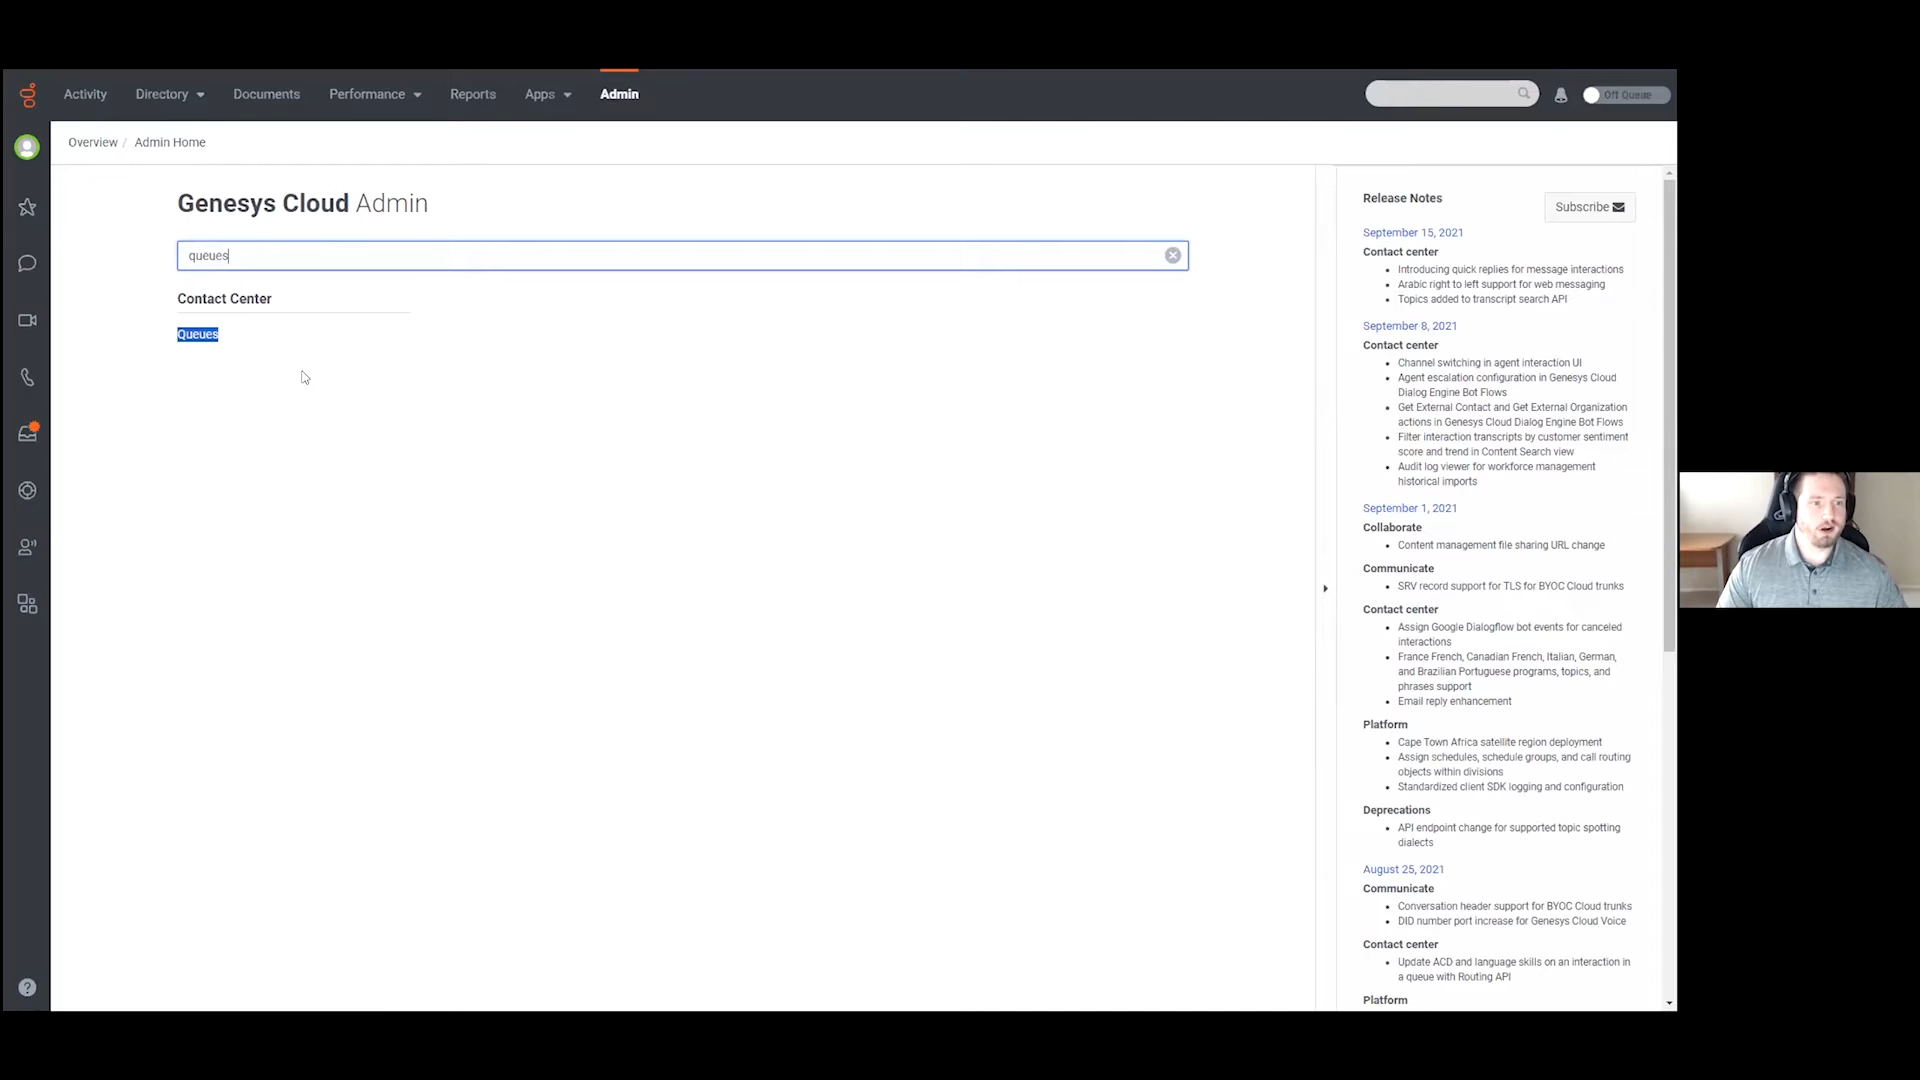 Activity Directory Documents Performance Reports Apps Admin
Off Queue
Overview / Admin Home
Genesys Cloud Admin
queues
Contact Center
Queues
Release Notes
Subscribe
September 15, 2021
Contact center
Introducing quick replies for message interactions
Arabic right to left support for web messaging
Topics added to transcript search API
September 8, 2021
Contact center
Channel switching in agent interaction UI
Agent escalation configuration in Genesys Cloud
Dialog Engine Bot Flows
Get External Contact and Get External Organization
actions in Genesys Cloud Dialog Engine Bot Flows
Filter interaction transcripts by customer sentiment
score and trend in Content Search view
Audit log viewer for workforce management
historical imports
September 1, 2021
Collaborate
Content management file sharing URL change
Communicate
SRV record support for TLS for BYOC Cloud trunks
Contact center
Assign Google Dialogflow bot events for canceled
interactions
France French, Canadian French, Italian, German,
and Brazilian Portuguese programs, topics, and
phrases support
Email reply enhancement
Platform
Cape Town Africa satellite region deployment
Assign schedules, schedule groups, and call routing
objects within divisions
Standardized client SDK logging and configuration
Deprecations
API endpoint change for supported topic spotting
dialects
August 25, 2021
Communicate
Conversation header support for BYOC Cloud trunks
DID number port increase for Genesys Cloud Voice
Contact center
Update ACD and language skills on an interaction in
a queue with Routing API
Platform